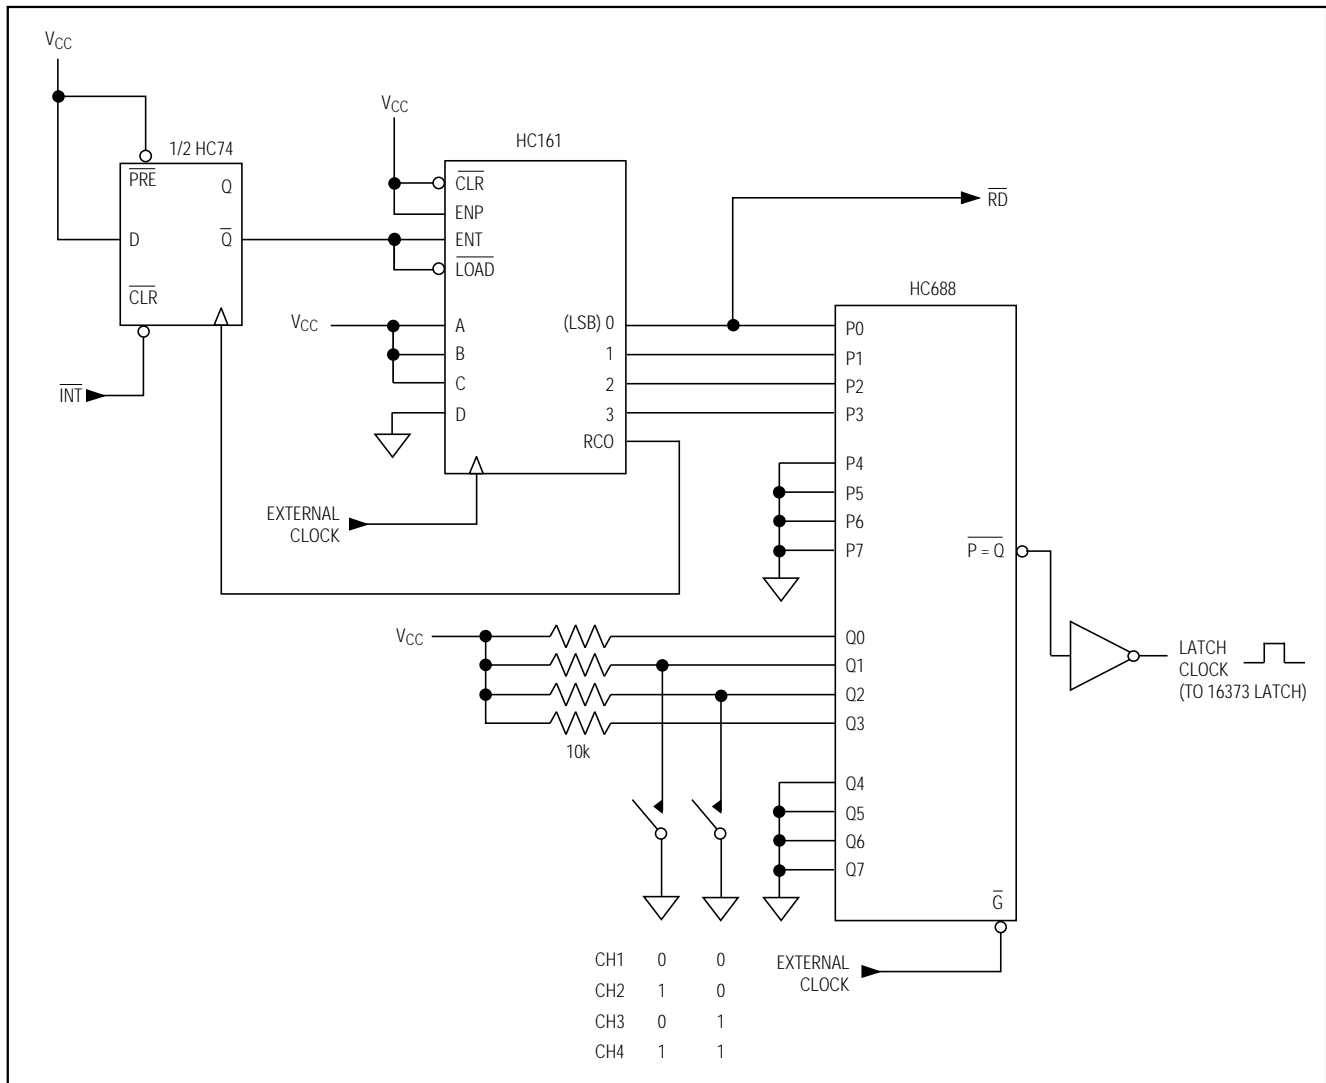 VCC
1/2 HC74
PRE
Q
D
Q
CLR
INT
VCC
HC161
CLR
ENP
ENT
LOAD
VCC
A
B
C
D
(LSB) 0
1
2
3
RCO
EXTERNAL
CLOCK
RD
HC688
P0
P1
P2
P3
P4
P5
P6
P7
P = Q
VCC
Q0
Q1
Q2
Q3
10k
Q4
Q5
Q6
Q7
G
LATCH
CLOCK
(TO 16373 LATCH)
EXTERNAL
CLOCK
CH1 0 0
CH2 1 0
CH3 0 1
CH4 1 1